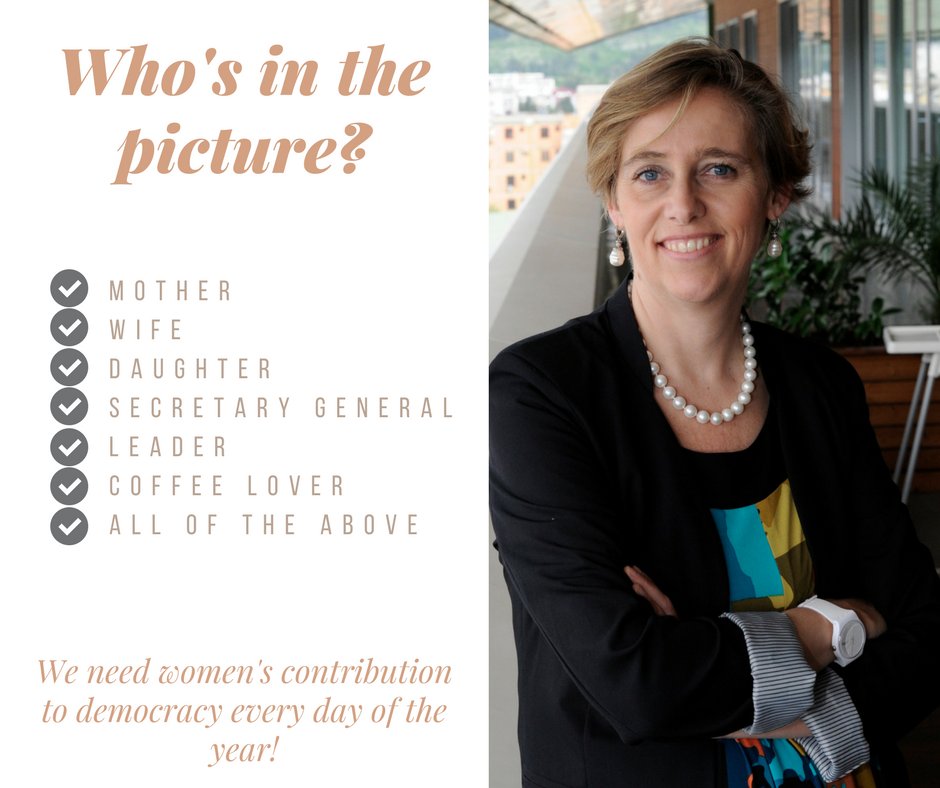 Who's in the
picture?
MOTHER
WIFE
DAUGHTER
SECRETARY GENERAL
LEADER
COFFEE LOVER
ALL OF THE ABOVE
We need women's contribution
to democracy every day of the
year!